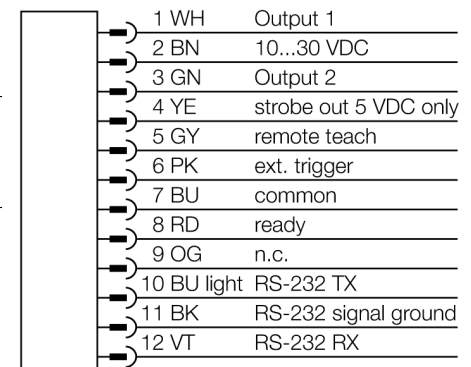 1 WH Output 1
2 BN 10...30 VDC
3 GN Output 2
4 YE strobe out 5 VDC only
5 GY remote teach
6 PK ext. trigger
7 BU common
8 RD ready
9 OG n.c.
10 BU light RS-232 TX
11 BK RS-232 signal ground
12 VT RS-232 RX